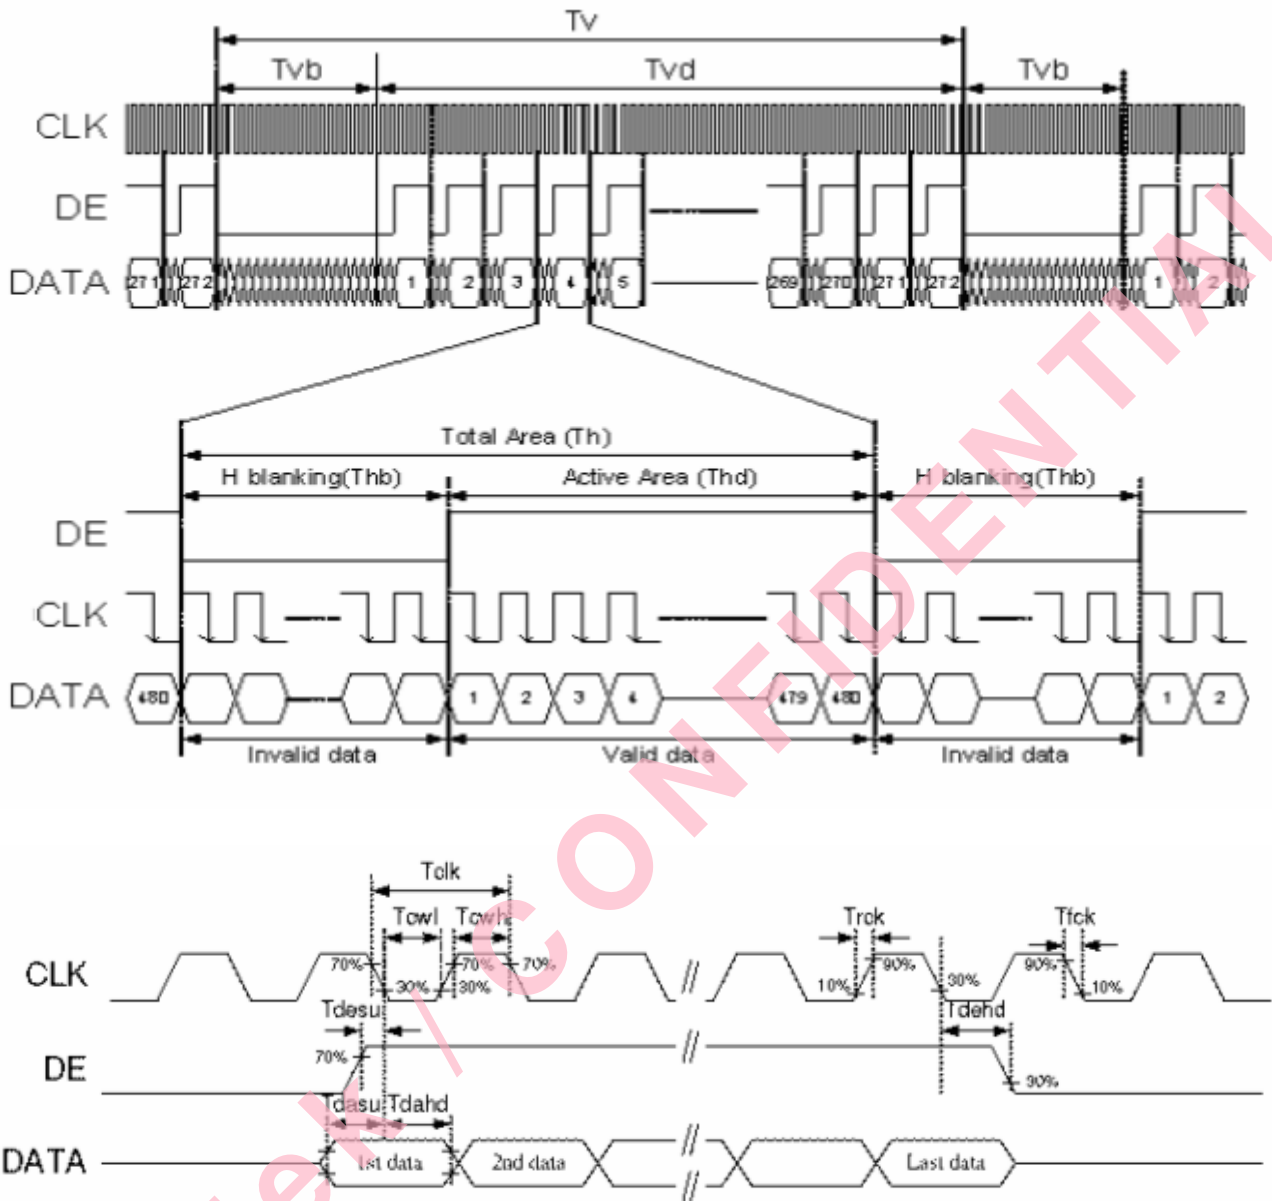 Tv
Tvb Tvd Tvb
CLK
DE
DATA 271 272 1 2 3 4 5 269 270 271 272 1 2
Total Area (Th)
H blanking(Thb) Active Area (Thd) H blanking(Thb)
DE
CLK
DATA 480 1 2 3 4 479 480 1 2
Invalid data Valid data Invalid data
Tclk
Tcwl Tcwh Trck Tfck
CLK 70% 30% 70% 30% 70% 10% 90% 30% 90% 10%
Tdesu Tdehd
DE 70% 30%
Tdasu Tdahd
DATA 1st data 2nd data Last data
ek / CONFIDENTIAL